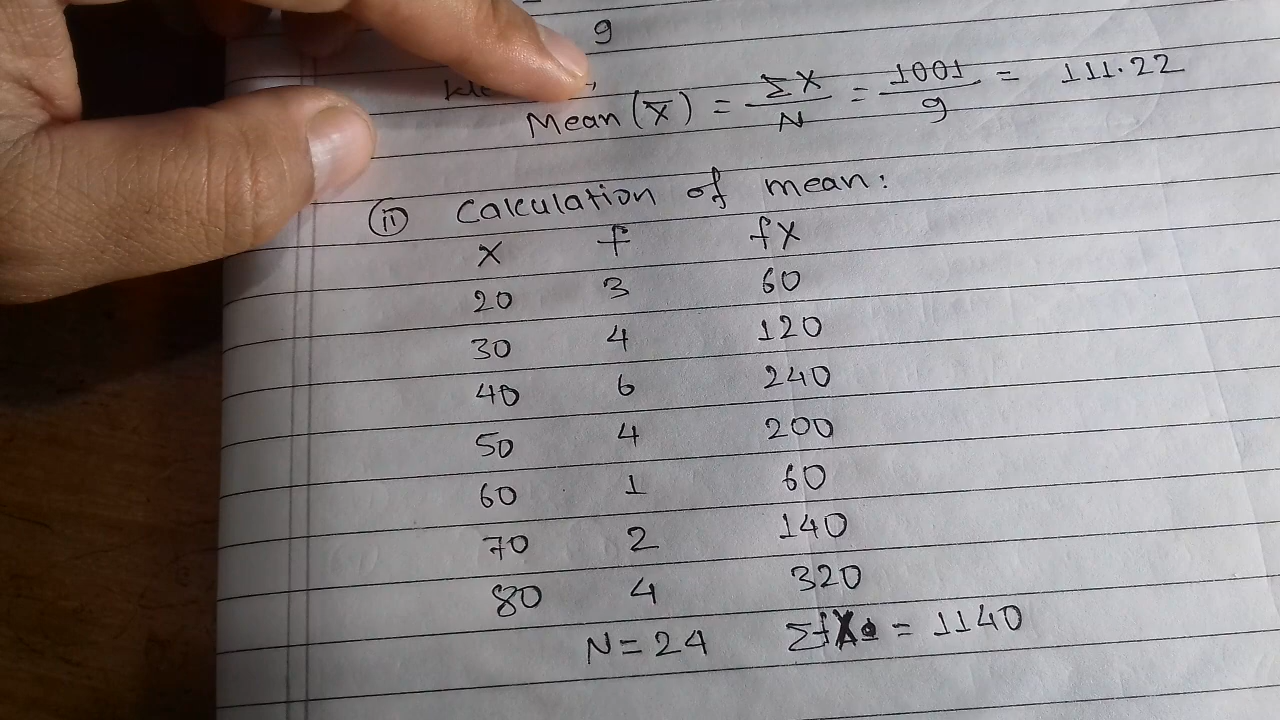 9
Mean (X̅) = ΣX/N = 1001/9 = 111.22
(ii) Calculation of mean:
X f fX
20 3 60
30 4 120
40 6 240
50 4 200
60 1 60
70 2 140
80 4 320
N = 24 ΣfX = 1140